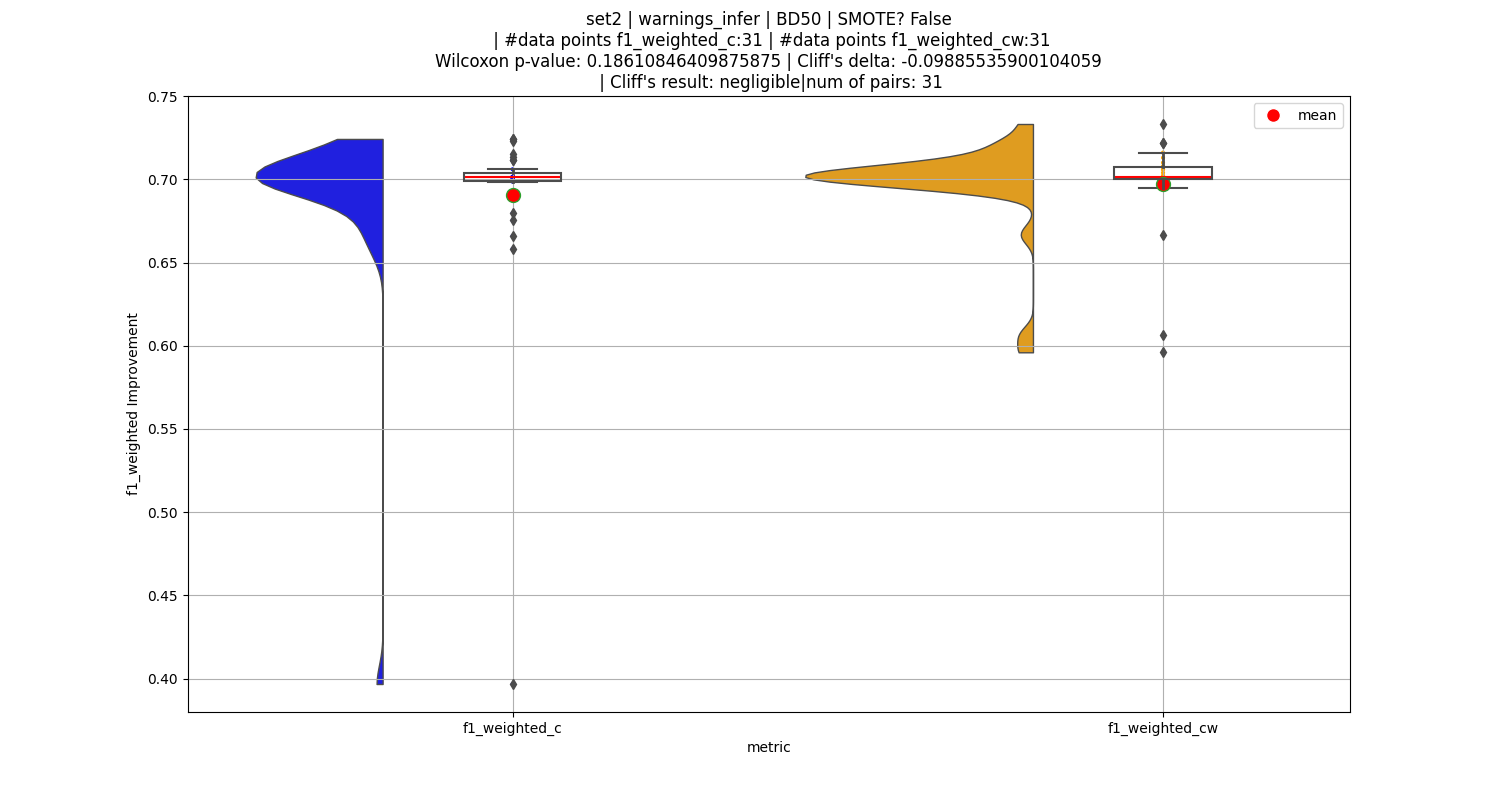 set2 | warnings_infer | BD50 | SMOTE? False
| #data points f1_weighted_c:31 | #data points f1_weighted_cw:31
Wilcoxon p-value: 0.18610846409875875 | Cliff's delta: -0.09885535900104059
| Cliff's result: negligible|num of pairs: 31
mean
0.75
0.70
0.65
0.60
0.55
0.50
0.45
0.40
f1_weighted Improvement
f1_weighted_c
f1_weighted_cw
metric